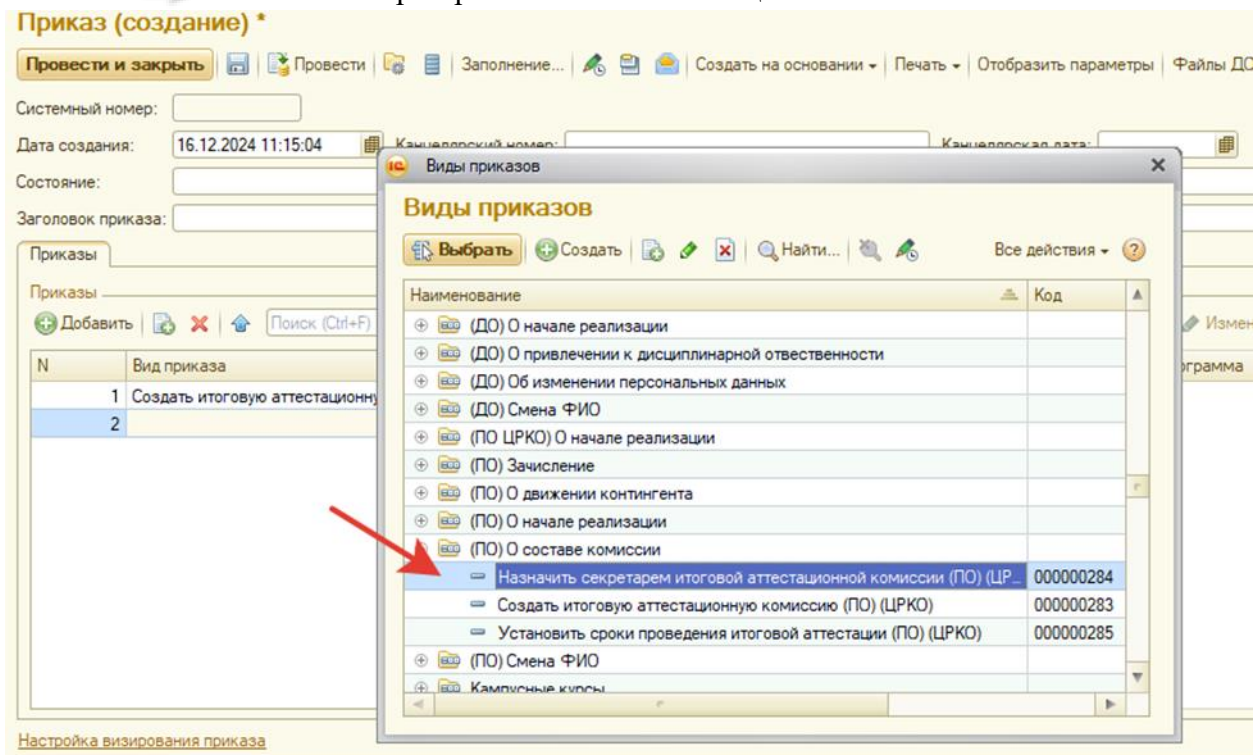 Приказ (создание) *
Провести и закрыть Провести Заполнение... Создать на основании Печать Отобразить параметры Файлы ДО
Системный номер:
Дата создания: 16.12.2024 11:15:04 Канцелярский номер: Канцелярская дата:
Состояние:
Заголовок приказа:
Приказы
Приказы
Добавить Поиск (Ctrl+F) Измен
N Вид приказа ограмма
1 Создать итоговую аттестационну
2
Настройка визирования приказа
Виды приказов
Виды приказов
Выбрать Создать Найти... Все действия ?
Наименование Код
(ДО) О начале реализации
(ДО) О привлечении к дисциплинарной отвественности
(ДО) Об изменении персональных данных
(ДО) Смена ФИО
(ПО ЦРКО) О начале реализации
(ПО) Зачисление
(ПО) О движении контингента
(ПО) О начале реализации
(ПО) О составе комиссии
Назначить секретарем итоговой аттестационной комиссии (ПО) (ЦР... 000000284
Создать итоговую аттестационную комиссию (ПО) (ЦРКО) 000000283
Установить сроки проведения итоговой аттестации (ПО) (ЦРКО) 000000285
(ПО) Смена ФИО
Кампусные курсы